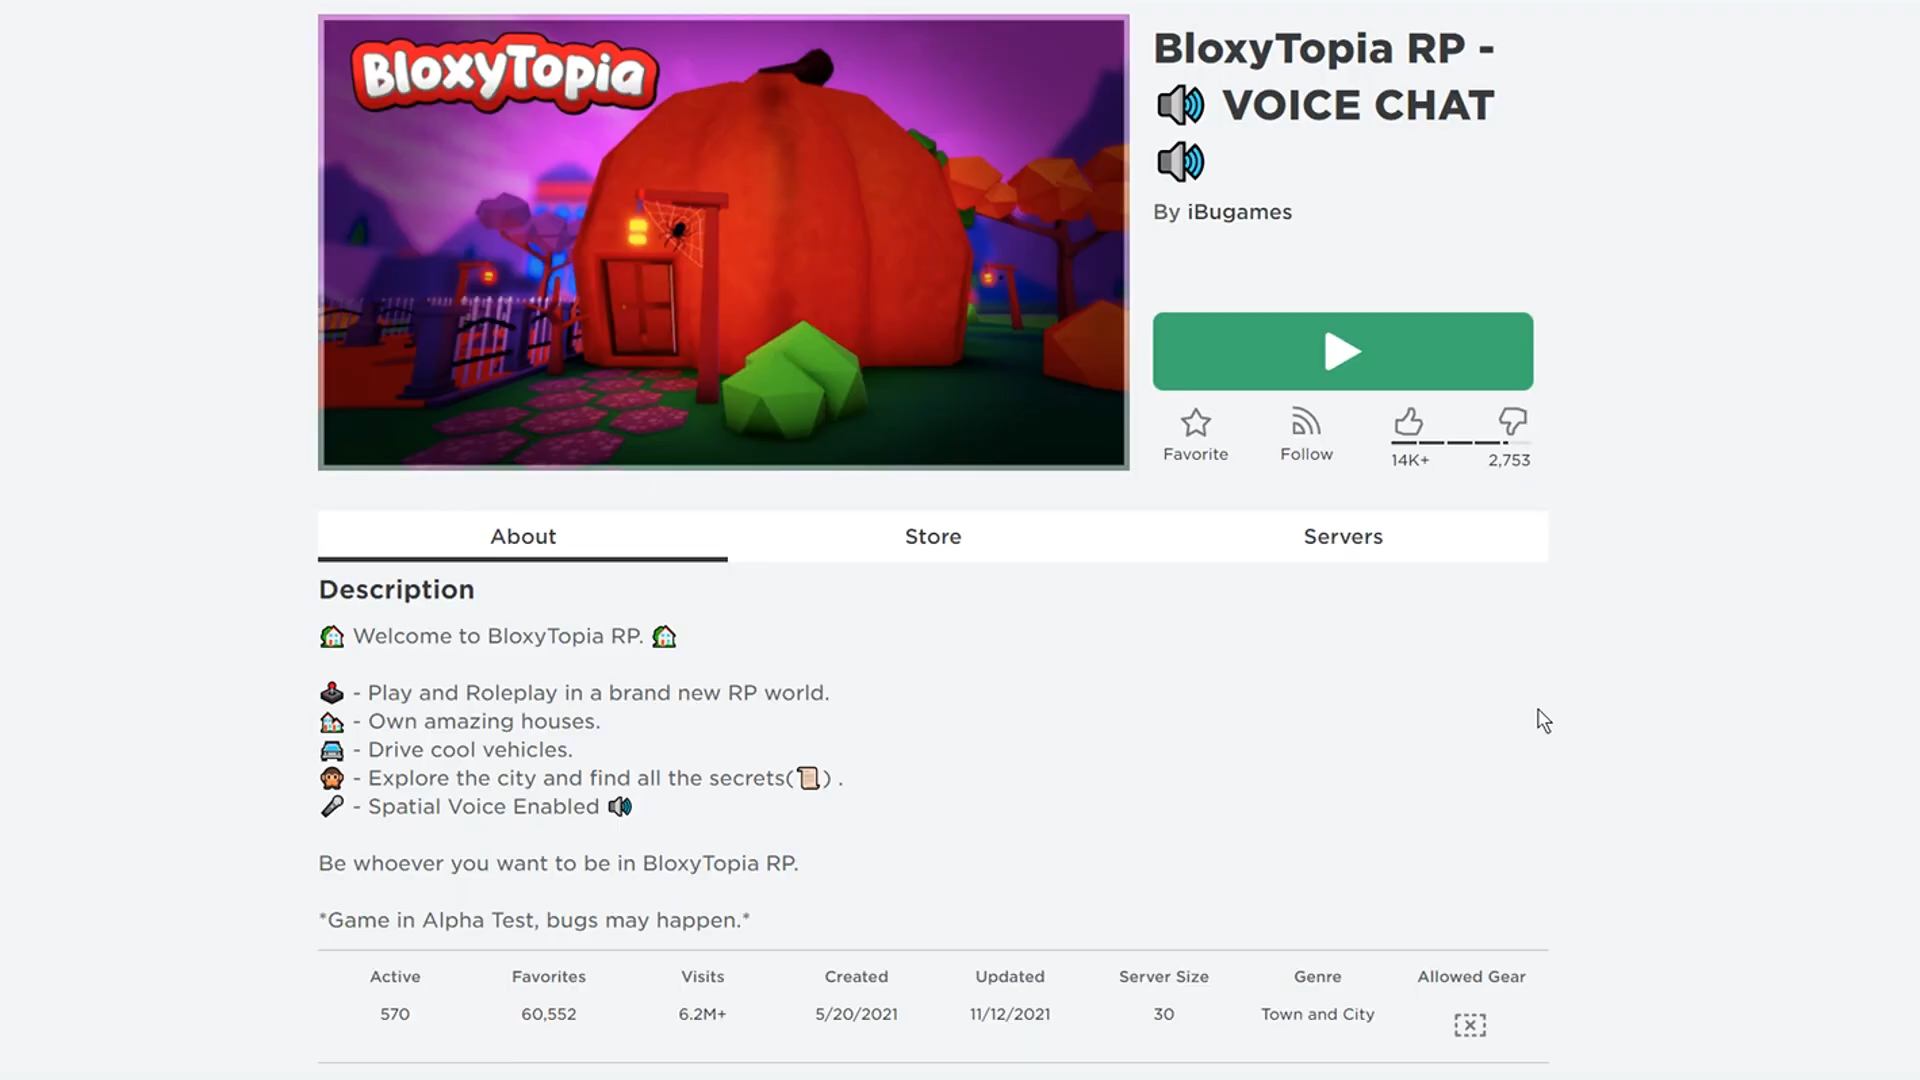 BloxyTopia
BloxyTopia RP -
🔊 VOICE CHAT
🔊
By iBugames
Favorite
Follow
14K+
2,753
About
Store
Servers
Description
🏡 Welcome to BloxyTopia RP. 🏡
🕹️ - Play and Roleplay in a brand new RP world.
🏘️ - Own amazing houses.
🚘 - Drive cool vehicles.
🙊 - Explore the city and find all the secrets(📜) .
🎤 - Spatial Voice Enabled 🔊
Be whoever you want to be in BloxyTopia RP.
*Game in Alpha Test, bugs may happen.*
Active Favorites Visits Created Updated Server Size Genre Allowed Gear
570 60,552 6.2M+ 5/20/2021 11/12/2021 30 Town and City